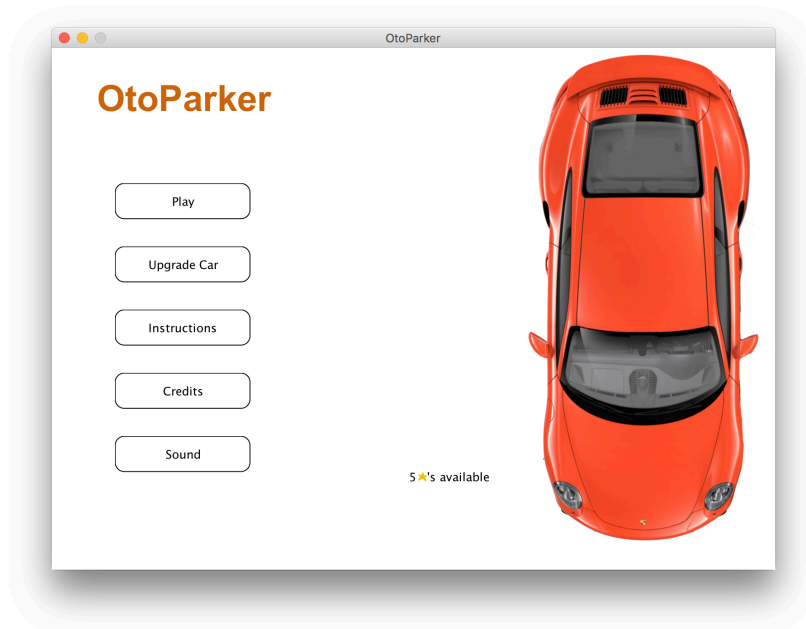 OtoParker
OtoParker
Play
Upgrade Car
Instructions
Credits
Sound
5⭐'s available